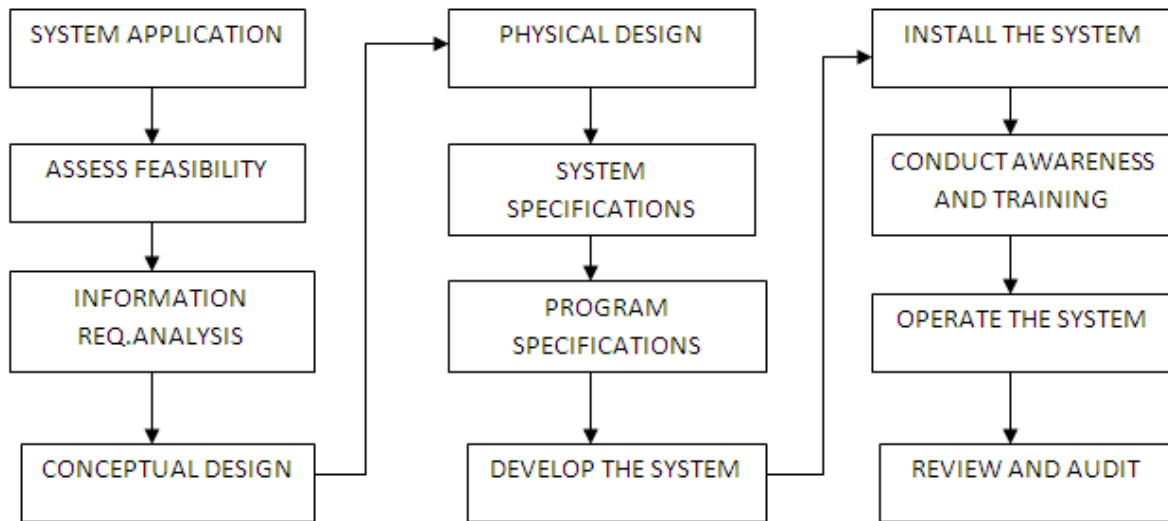 SYSTEM APPLICATION
ASSESS FEASIBILITY
INFORMATION
REQ.ANALYSIS
CONCEPTUAL DESIGN
PHYSICAL DESIGN
SYSTEM
SPECIFICATIONS
PROGRAM
SPECIFICATIONS
DEVELOP THE SYSTEM
INSTALL THE SYSTEM
CONDUCT AWARENESS
AND TRAINING
OPERATE THE SYSTEM
REVIEW AND AUDIT